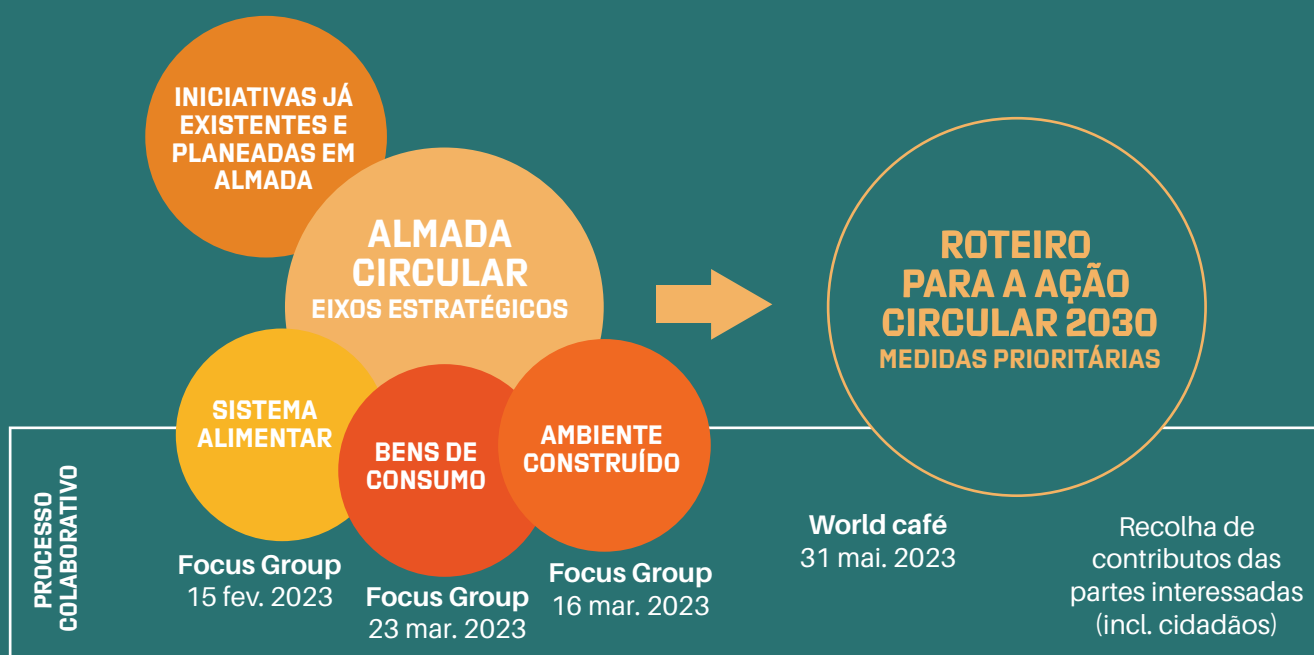 INICIATIVAS JÁ
EXISTENTES E
PLANEADAS EM
ALMADA
ALMADA
CIRCULAR
EIXOS ESTRATÉGICOS
SISTEMA
ALIMENTAR
BENS DE
CONSUMO
AMBIENTE
CONSTRUÍDO
ROTEIRO
PARA A AÇÃO
CIRCULAR 2030
MEDIDAS PRIORITÁRIAS
PROCESSO
COLABORATIVO
Focus Group
15 fev. 2023
Focus Group
23 mar. 2023
Focus Group
16 mar. 2023
World café
31 mai. 2023
Recolha de
contributos das
partes interessadas
(incl. cidadãos)